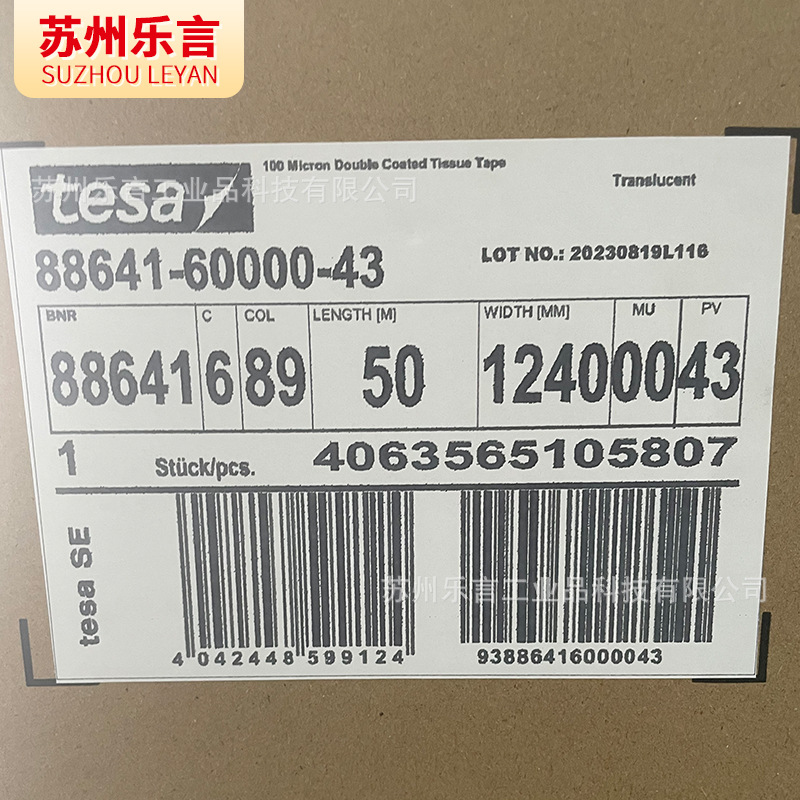 苏州乐言
SUZHOU LEYAN
100 Micron Double Coated Tissue Tape
Translucent
tesa
苏州乐言工业品科技有限公司
88641-60000-43
LOT NO.: 20230819L116
BNR C COL LENGTH [M] WIDTH [MM] MU PV
88641 6 89 50 1240 00 43
1 Stück/pcs. 4063565105807
tesa SE
苏州乐言工业品科技有限公司
4 042448 599124
93886416000043